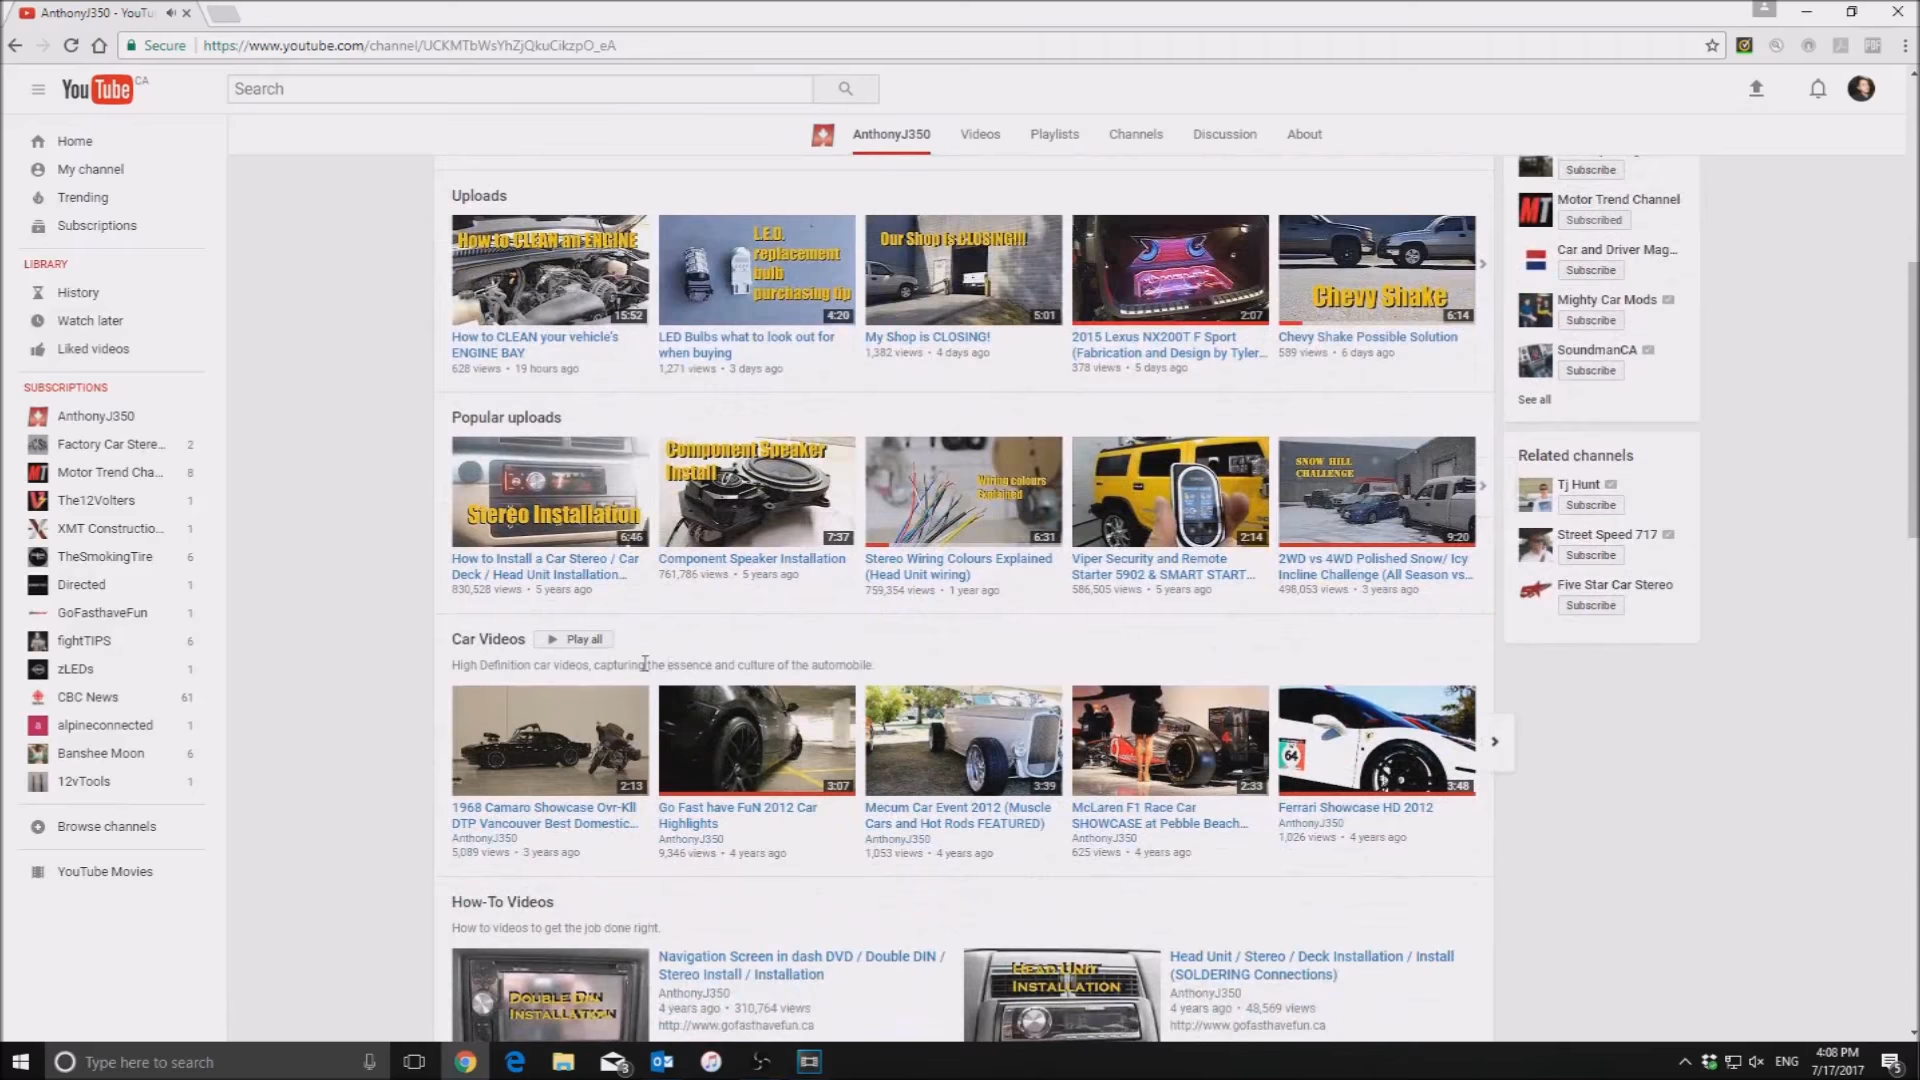 AnthonyJ350 - YouTu
Secure
https://www.youtube.com/channel/UCKMTbWsYhZjQkuCikzpO_eA
YouTube CA
Search
Home
My channel
Trending
Subscriptions
LIBRARY
History
Watch later
Liked videos
SUBSCRIPTIONS
AnthonyJ350
Factory Car Stere... 2
Motor Trend Cha... 8
The12Volters 1
XMT Constructio... 1
TheSmokingTire 6
Directed 1
GoFasthaveFun 1
fightTIPS 6
zLEDs 1
CBC News 61
alpineconnected 1
Banshee Moon 6
12vTools 1
Browse channels
YouTube Movies
AnthonyJ350 Videos Playlists Channels Discussion About
Uploads
How to CLEAN an ENGINE
15:52
How to CLEAN your vehicle's
ENGINE BAY
628 views • 19 hours ago
L.E.D.
replacement
bulb
purchasing tip
4:20
LED Bulbs what to look out for
when buying
1,271 views • 3 days ago
Our Shop is CLOSING!!!
5:01
My Shop is CLOSING!
1,382 views • 4 days ago
2:07
2015 Lexus NX200T F Sport
(Fabrication and Design by Tyler...
378 views • 5 days ago
Chevy Shake
6:14
Chevy Shake Possible Solution
589 views • 6 days ago
Popular uploads
Stereo Installation
6:46
How to Install a Car Stereo / Car
Deck / Head Unit Installation...
830,528 views • 5 years ago
Component Speaker
Install
7:37
Component Speaker Installation
761,786 views • 5 years ago
Wiring colours
Explained
6:31
Stereo Wiring Colours Explained
(Head Unit wiring)
759,354 views • 1 year ago
2:14
Viper Security and Remote
Starter 5902 & SMART START...
586,505 views • 5 years ago
SNOW HILL
CHALLENGE
9:20
2WD vs 4WD Polished Snow/ Icy
Incline Challenge (All Season vs...
498,053 views • 3 years ago
Car Videos
Play all
High Definition car videos, capturing the essence and culture of the automobile.
2:13
1968 Camaro Showcase Ovr-Kll
DTP Vancouver Best Domestic...
AnthonyJ350
5,089 views • 3 years ago
3:07
Go Fast have FuN 2012 Car
Highlights
AnthonyJ350
9,346 views • 4 years ago
3:39
Mecum Car Event 2012 (Muscle
Cars and Hot Rods FEATURED)
AnthonyJ350
1,053 views • 4 years ago
2:33
McLaren F1 Race Car
SHOWCASE at Pebble Beach...
AnthonyJ350
625 views • 4 years ago
64
3:48
Ferrari Showcase HD 2012
AnthonyJ350
1,026 views • 4 years ago
How-To Videos
How to videos to get the job done right.
DOUBLE DIN
INSTALLATION
Navigation Screen in dash DVD / Double DIN /
Stereo Install / Installation
AnthonyJ350
4 years ago • 310,764 views
http://www.gofasthavefun.ca
HEAD UNIT
INSTALLATION
Head Unit / Stereo / Deck Installation / Install
(SOLDERING Connections)
AnthonyJ350
4 years ago • 48,569 views
http://www.gofasthavefun.ca
Subscribe
Motor Trend Channel
Subscribed
Car and Driver Mag...
Subscribe
Mighty Car Mods
Subscribe
SoundmanCA
Subscribe
See all
Related channels
Tj Hunt
Subscribe
Street Speed 717
Subscribe
Five Star Car Stereo
Subscribe
Type here to search
3
ENG
4:08 PM
7/17/2017
5